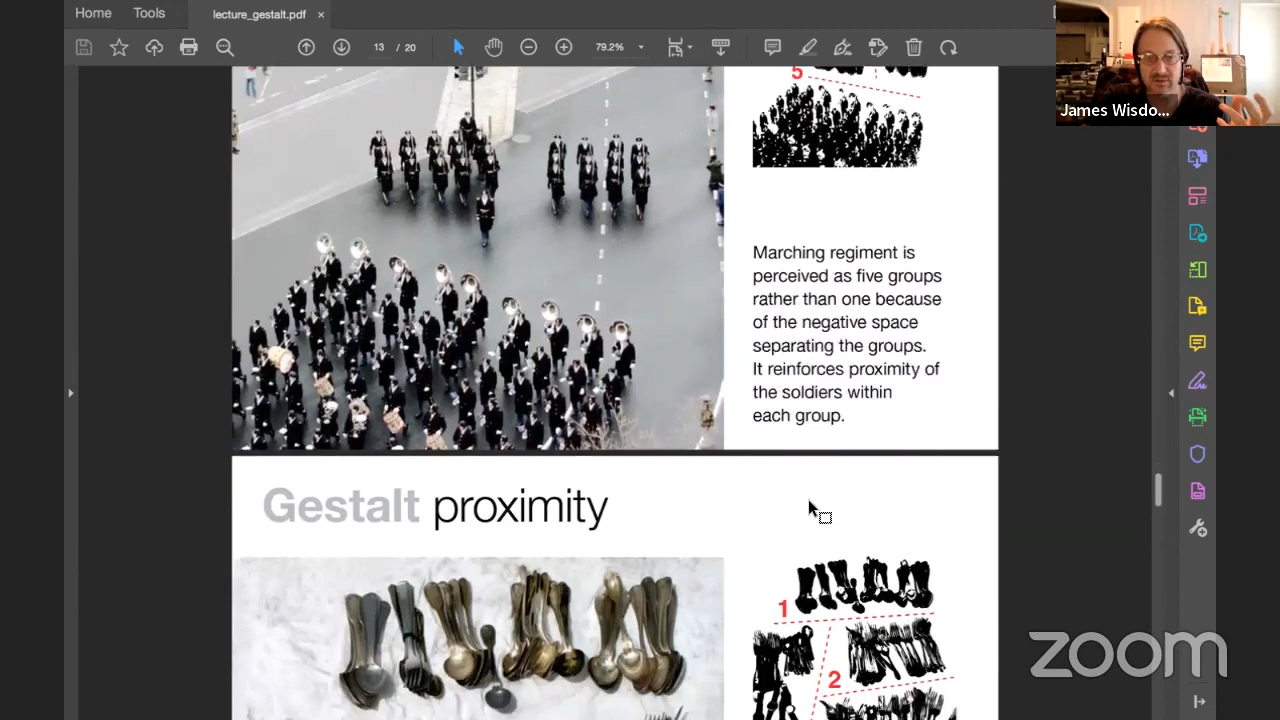 Home Tools lecture_gestalt.pdf ×
13 / 20 79.2%
James Wisdo...
5
Marching regiment is
perceived as five groups
rather than one because
of the negative space
separating the groups.
It reinforces proximity of
the soldiers within
each group.
Gestalt proximity
1
2
zoom